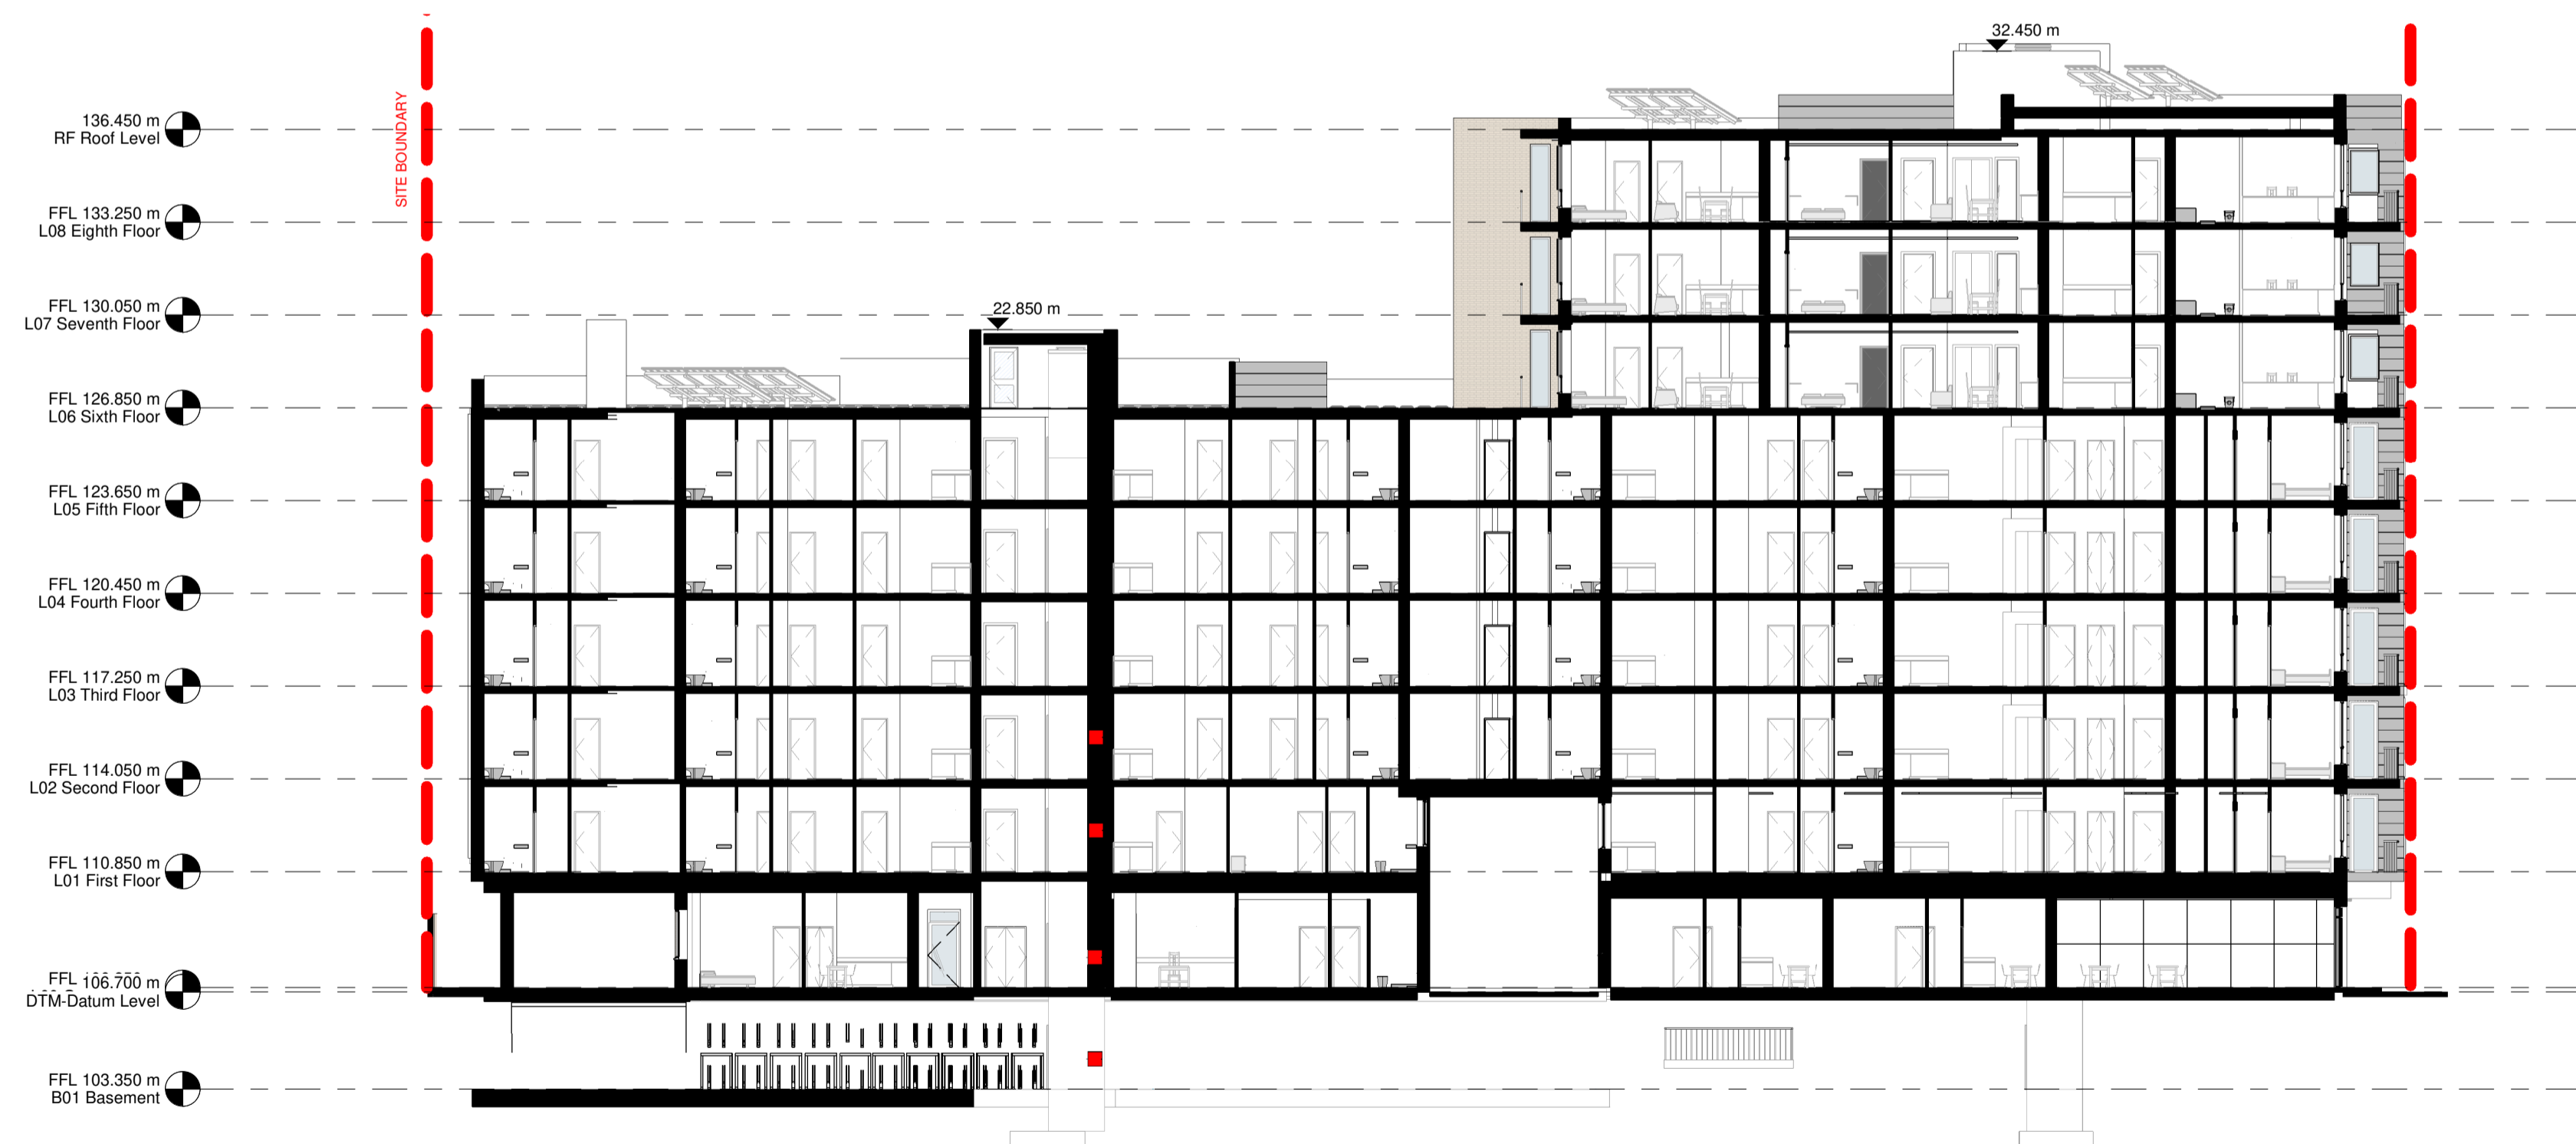 32.450 m
SITE BOUNDARY
136.450 m
RF Roof Level
FFL 133.250 m
L08 Eighth Floor
FFL 130.050 m
L07 Seventh Floor
22.850 m
FFL 126.850 m
L06 Sixth Floor
FFL 123.650 m
L05 Fifth Floor
FFL 120.450 m
L04 Fourth Floor
FFL 117.250 m
L03 Third Floor
FFL 114.050 m
L02 Second Floor
FFL 110.850 m
L01 First Floor
FFL 106.700 m
DTM-Datum Level
FFL 103.350 m
B01 Basement